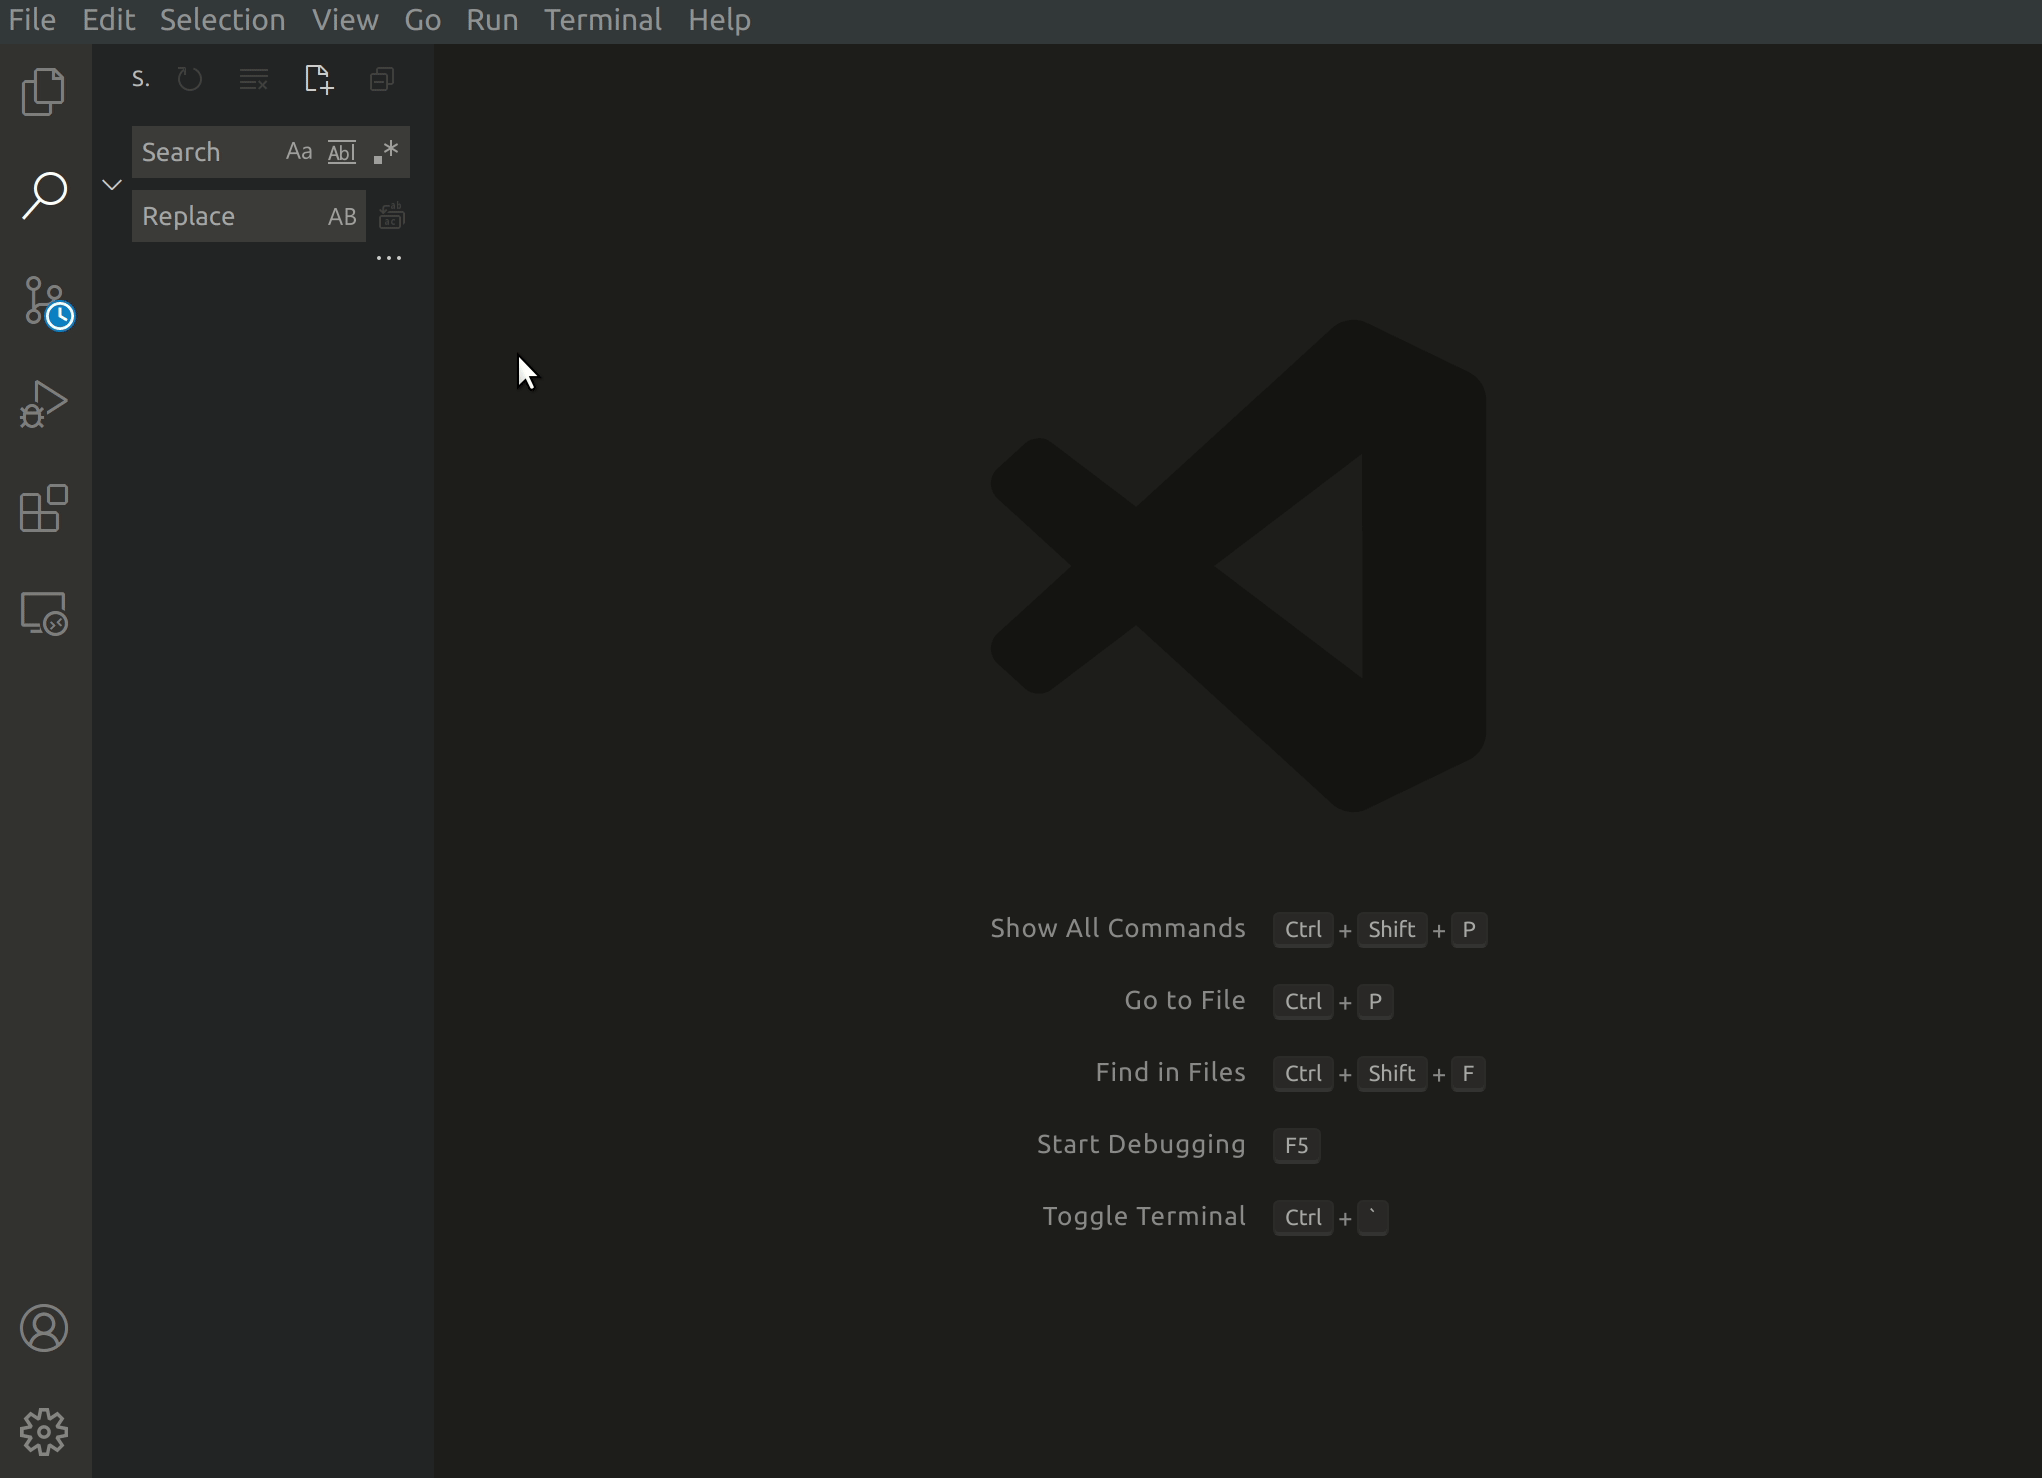 File Edit Selection View Go Run Terminal Help
S.
Search Aa Abl .*
Replace AB
...
Show All Commands Ctrl + Shift + P
Go to File Ctrl + P
Find in Files Ctrl + Shift + F
Start Debugging F5
Toggle Terminal Ctrl + `